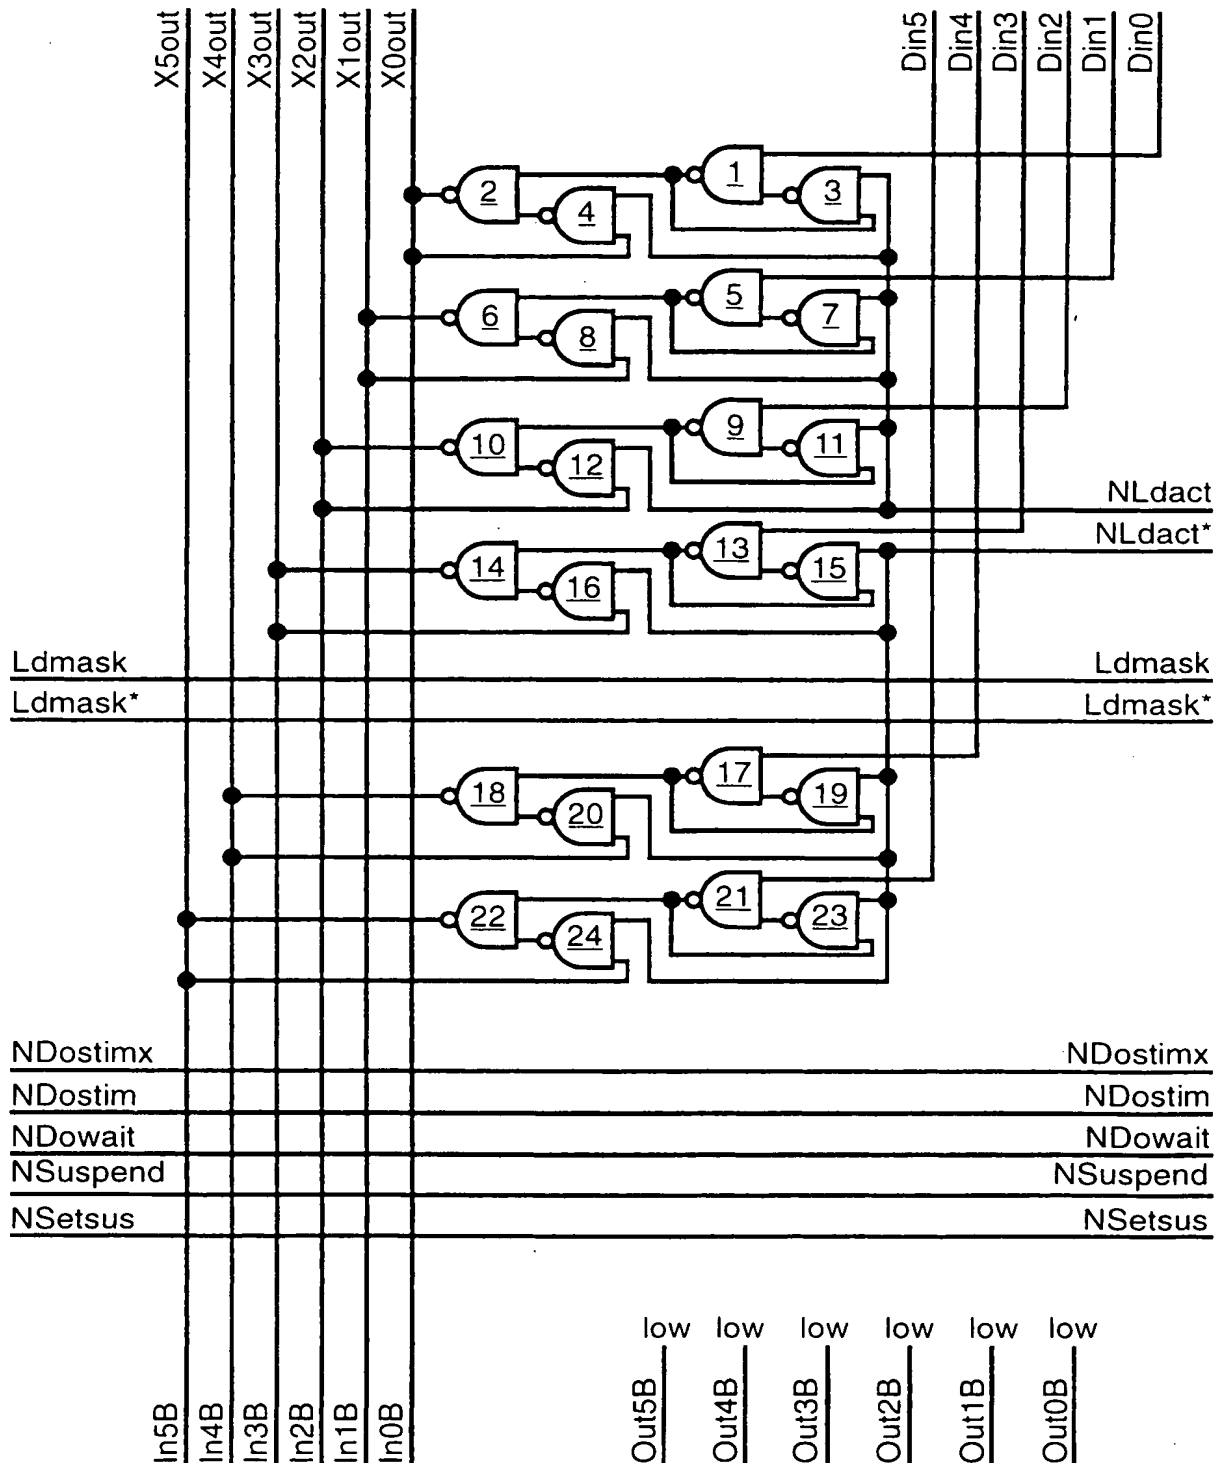 X5out
X4out
X3out
X2out
X1out
X0out
Din5
Din4
Din3
Din2
Din1
Din0
1
2
3
4
5
6
7
8
9
10
11
12
NLdact
NLdact*
13
14
15
16
Ldmask
Ldmask
Ldmask*
Ldmask*
17
18
19
20
21
22
23
24
NDostimx
NDostimx
NDostim
NDostim
NDowait
NDowait
NSuspend
NSuspend
NSetsus
NSetsus
low
low
low
low
low
low
In5B
In4B
In3B
In2B
In1B
In0B
Out5B
Out4B
Out3B
Out2B
Out1B
Out0B